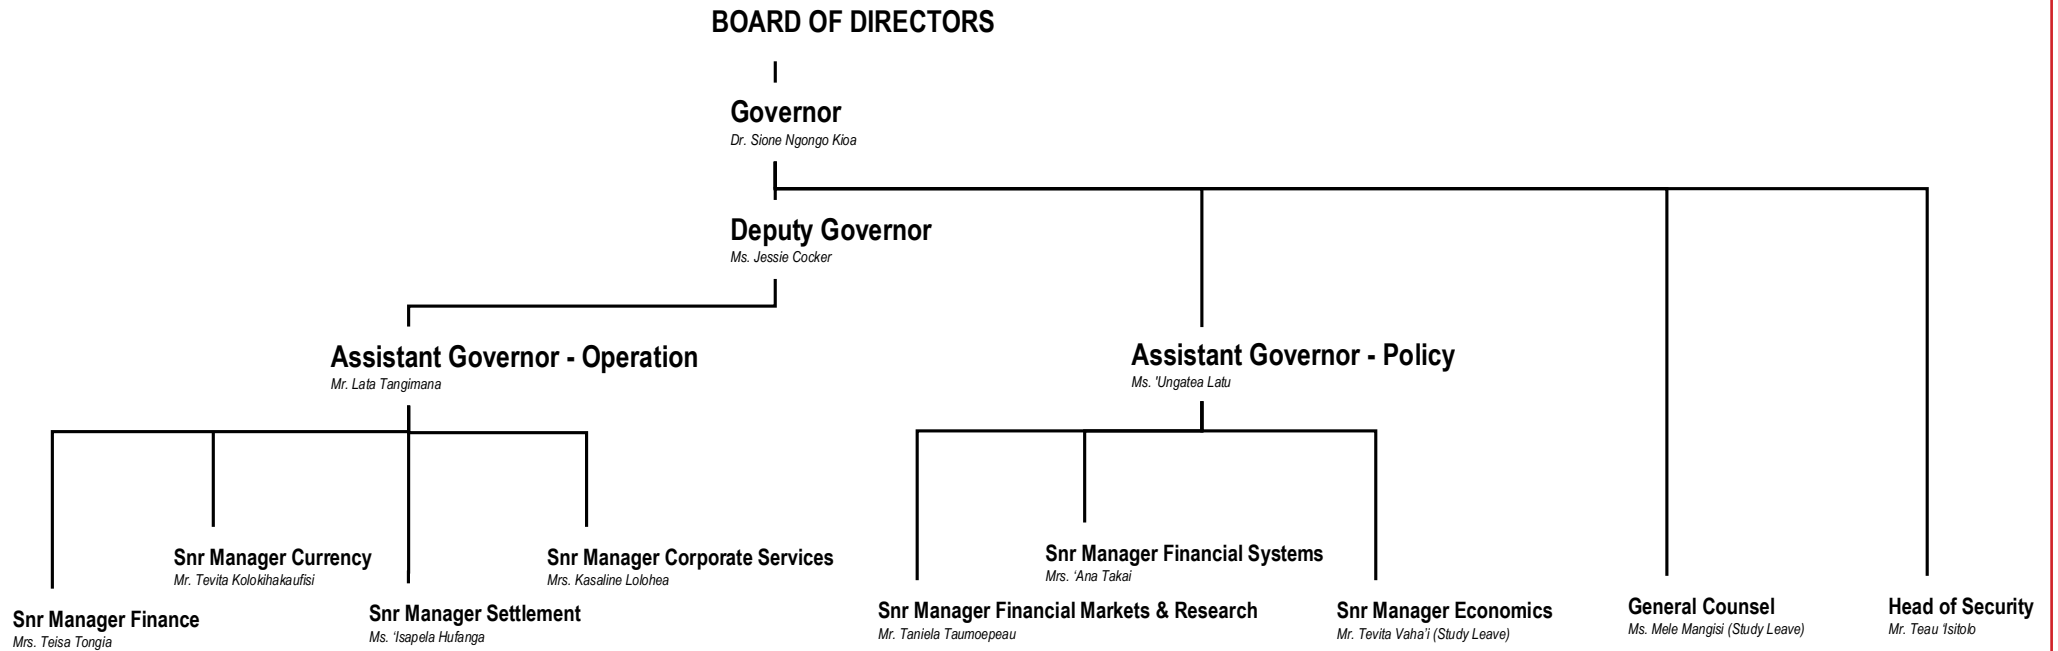 BOARD OF DIRECTORS
Governor
Dr. Sione Ngongo Kioa
Deputy Governor
Ms. Jessie Cocker
Assistant Governor - Operation
Mr. Lata Tangimana
Assistant Governor - Policy
Ms. 'Ungatea Latu
Snr Manager Currency
Mr. Tevita Kolokihakaufisi
Snr Manager Corporate Services
Mrs. Kasaline Lolohea
Snr Manager Financial Systems
Mrs. ‘Ana Takai
Snr Manager Finance
Mrs. Teisa Tongia
Snr Manager Settlement
Ms. ‘Isapela Hufanga
Snr Manager Financial Markets & Research
Mr. Taniela Taumoepeau
Snr Manager Economics
Mr. Tevita Vaha’i (Study Leave)
General Counsel
Ms. Mele Mangisi (Study Leave)
Head of Security
Mr. Teau ‘Isitolo